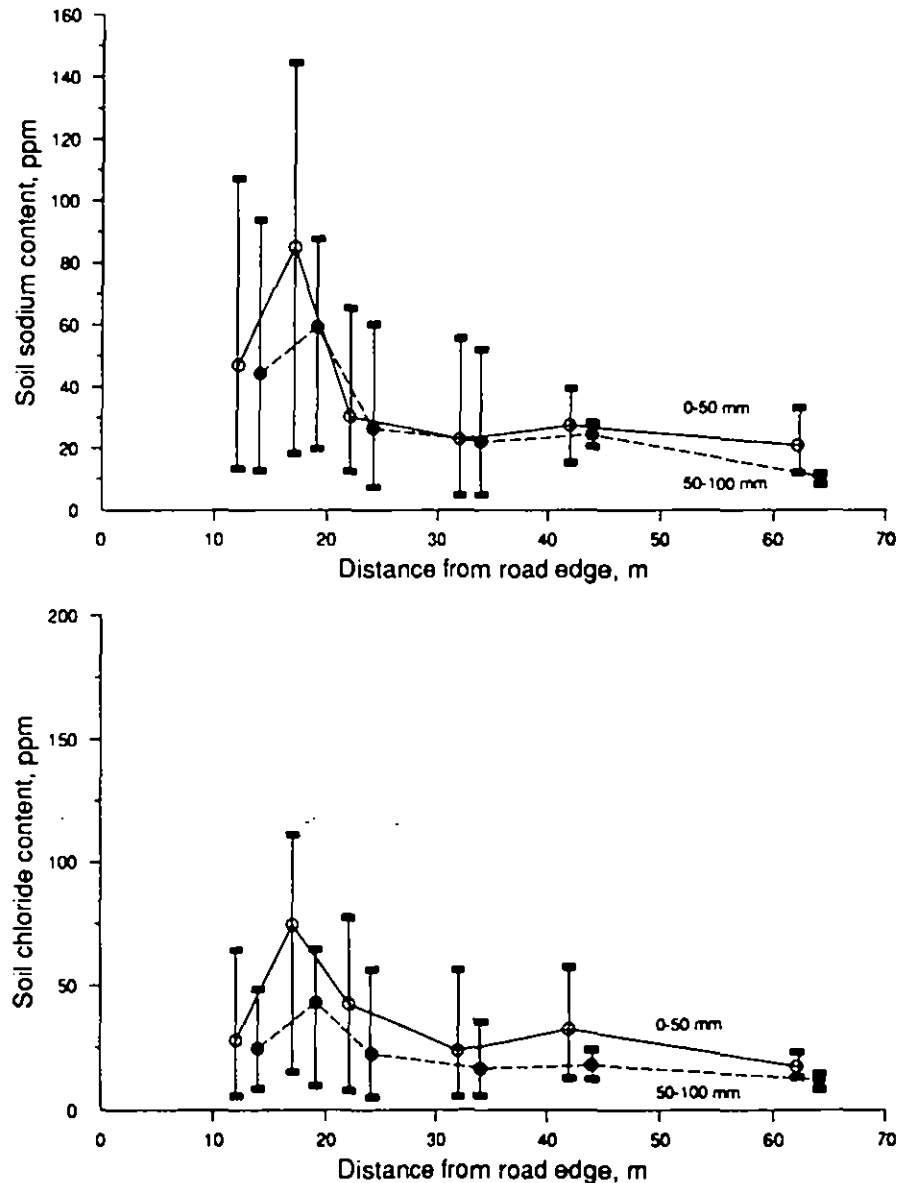 160
140
120
100
80
60
40
20
0
Soil sodium content, ppm
0-50 mm
50-100 mm
0 10 20 30 40 50 60 70
Distance from road edge, m
200
150
100
50
0
Soil chloride content, ppm
0-50 mm
50-100 mm
0 10 20 30 40 50 60 70
Distance from road edge, m